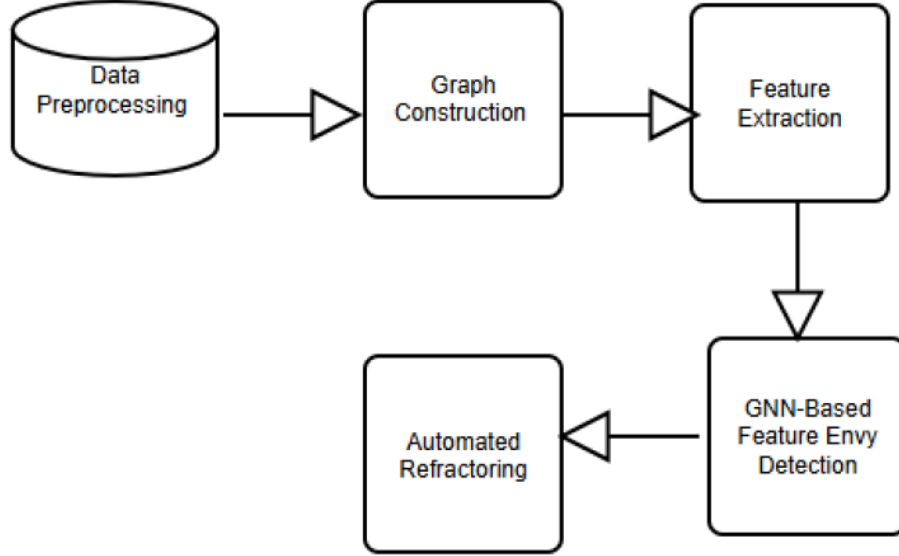 Data
Preprocessing
Graph
Construction
Feature
Extraction
GNN-Based
Feature Envy
Detection
Automated
Refractoring